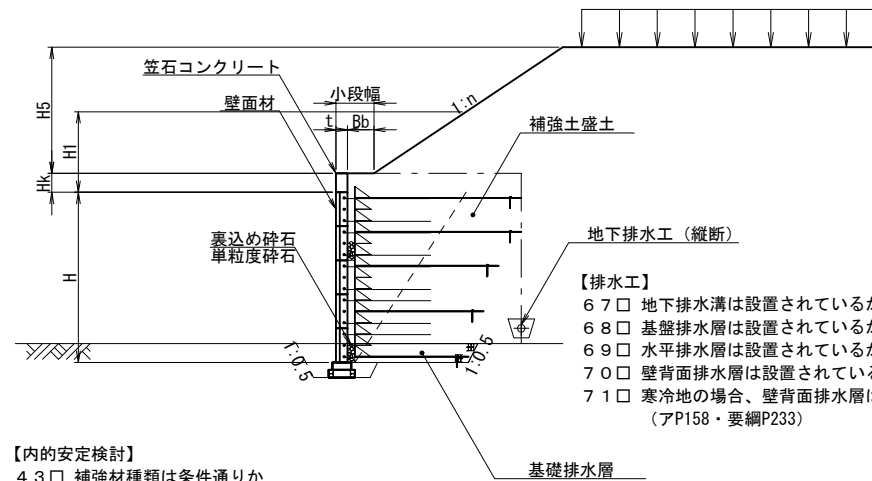 笠石コンクリート
壁面材
小段幅
t Bb
1:n
H5
H1
Hk
H
補強土盛土
裏込め砕石
単粒度砕石
地下排水工（縦断）
1:0.5
1:0.5
【排水工】
67□ 地下排水溝は設置されているか
68□ 基盤排水層は設置されているか
69□ 水平排水層は設置されているか
70□ 壁背面排水層は設置されている
71□ 寒冷地の場合、壁背面排水層は
（アP158・要綱P233）
【内的安定検討】
43□ 補強材種類は条件通りか
基礎排水層